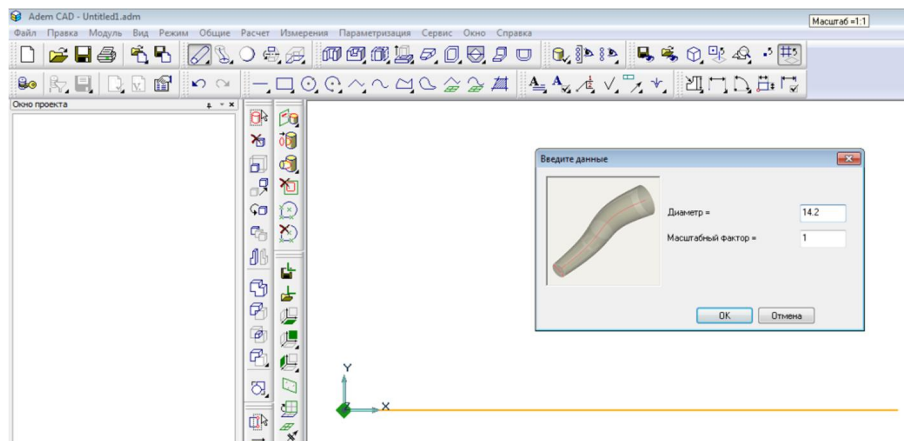 Adem CAD - Untitled1.adm
Масштаб =1:1
Файл Правка Модуль Вид Режим Общие Расчет Измерения Параметризация Сервис Окно Справка
Окно проекта
Введите данные
Диаметр = 14.2
Масштабный фактор = 1
OK Отмена
Y
Z X